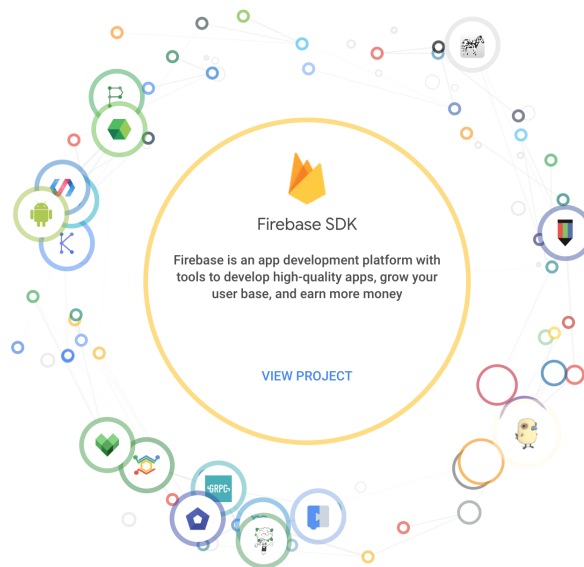 Firebase SDK
Firebase is an app development platform with
tools to develop high-quality apps, grow your
user base, and earn more money
VIEW PROJECT
GRPC